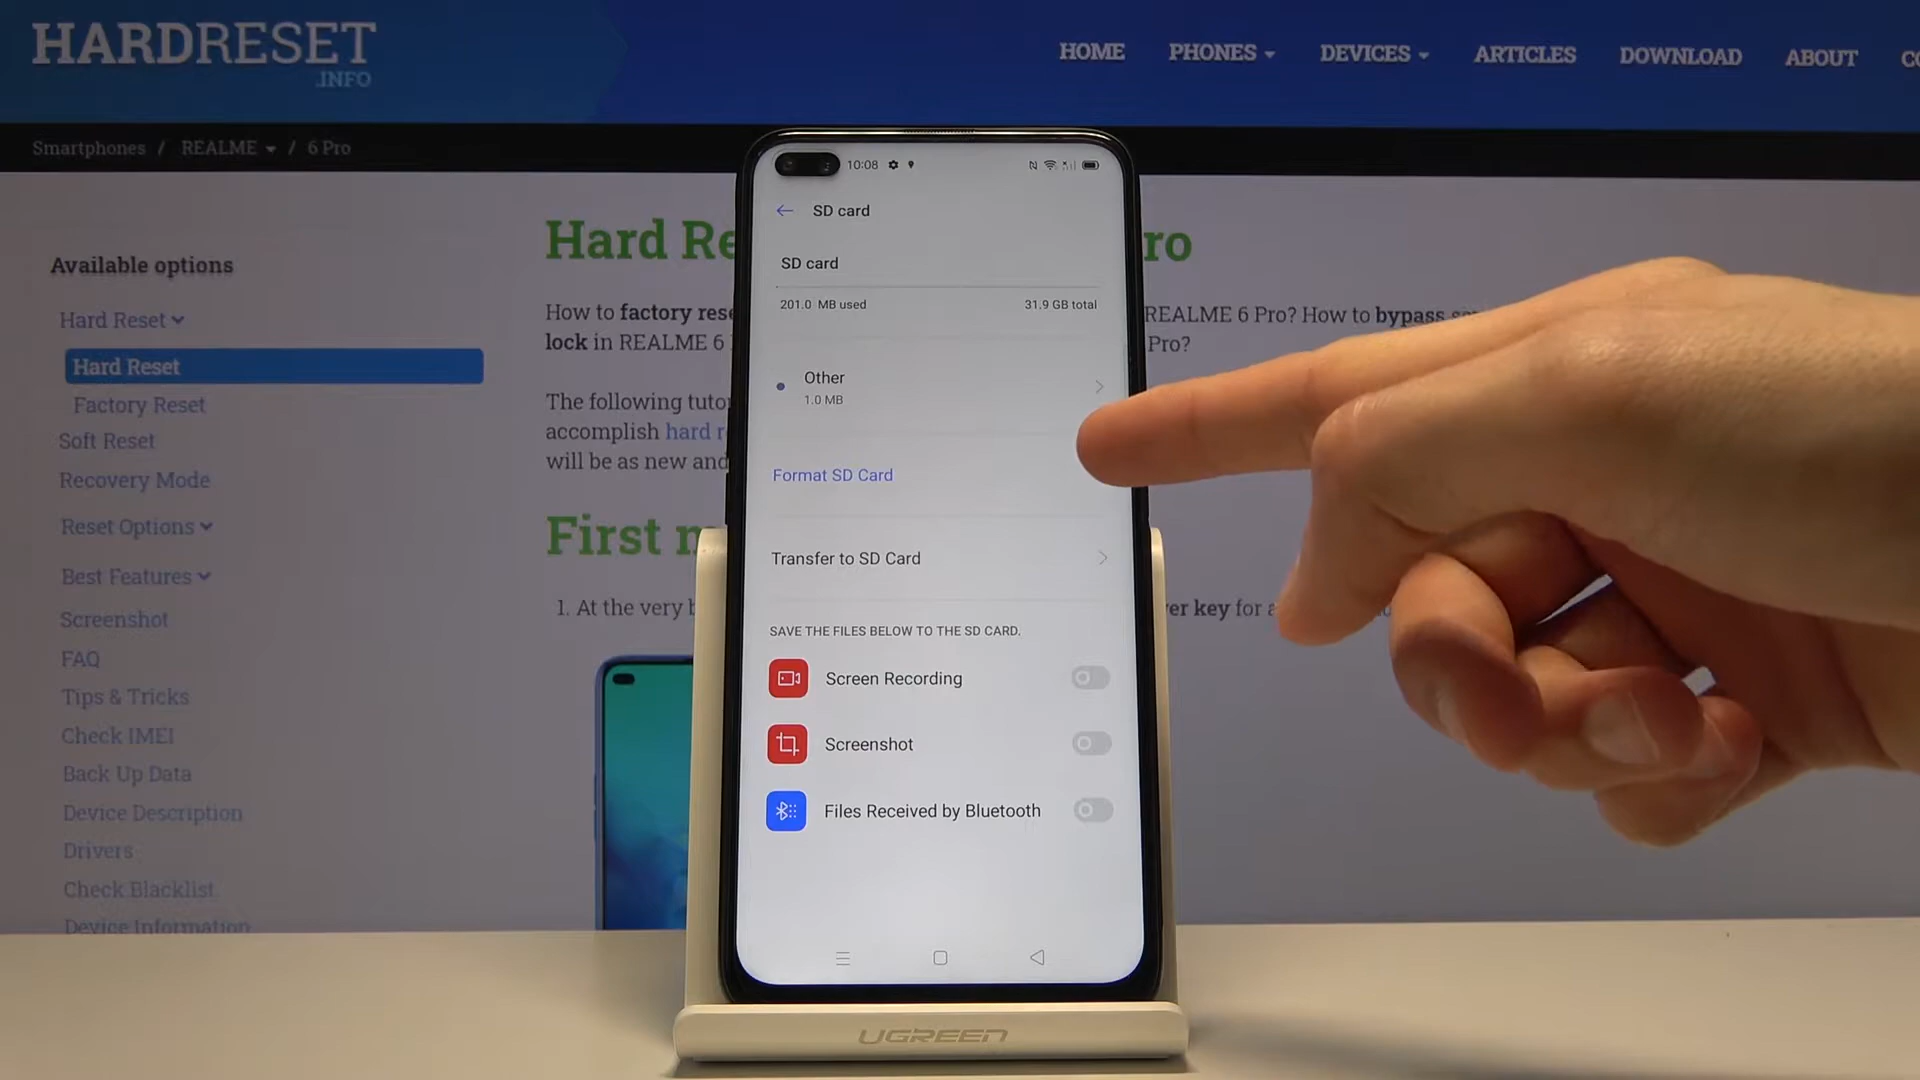 HARDRESET
.INFO
HOME PHONES DEVICES ARTICLES DOWNLOAD ABOUT
Smartphones / REALME / 6 Pro
Available options
Hard Reset
Hard Reset
Factory Reset
Soft Reset
Recovery Mode
Reset Options
Best Features
Screenshot
FAQ
Tips & Tricks
Check IMEI
Back Up Data
Device Description
Drivers
Check Blacklist
Device Information
Hard Re
ro
How to factory res
REALME 6 Pro? How to bypass
lock in REALME 6
Pro?
The following tuto
accomplish hard r
will be as new and
First
1. At the very b
er key for a
10:08
SD card
SD card
201.0 MB used 31.9 GB total
Other
1.0 MB
Format SD Card
Transfer to SD Card
SAVE THE FILES BELOW TO THE SD CARD.
Screen Recording
Screenshot
Files Received by Bluetooth
UGREEN